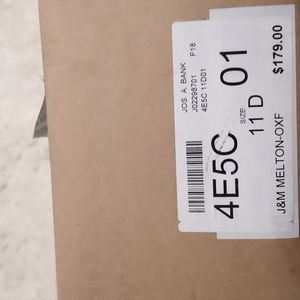 JOS A. BANK F18
J02298701
4E5C 11D01
4E5C 01
SIZE
11 D
J&M MELTON-OXF
$179.00